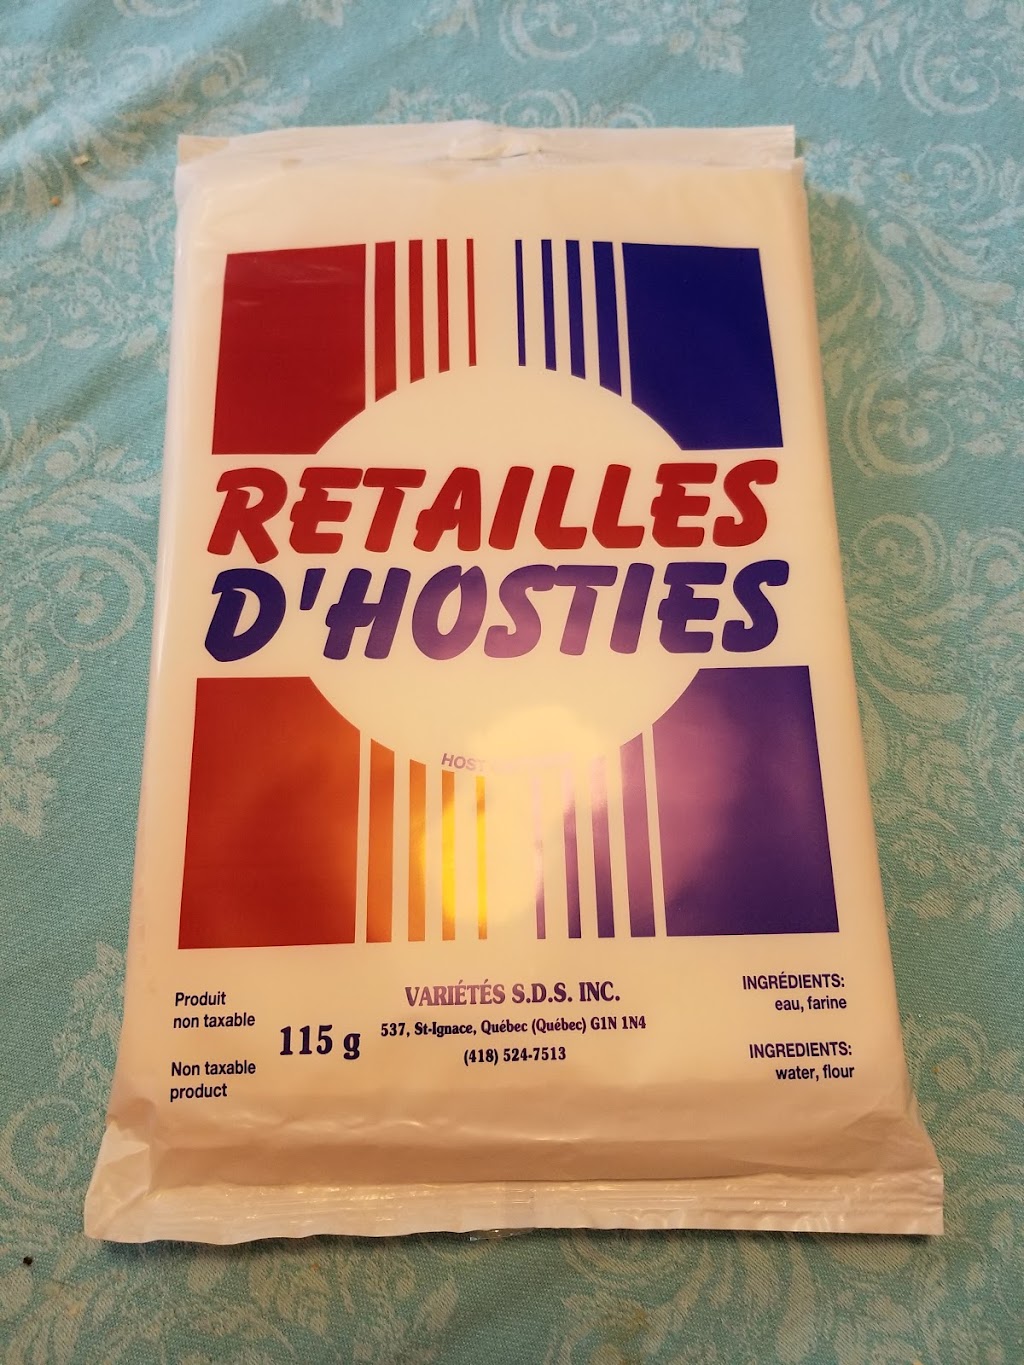 RETAILLES
D'HOSTIES
HOST
Produit
non taxable
Non taxable
product
115 g
VARIÉTÉS S.D.S. INC.
537, St-Ignace, Québec (Québec) G1N 1N4
(418) 524-7513
INGRÉDIENTS:
eau, farine
INGREDIENTS:
water, flour